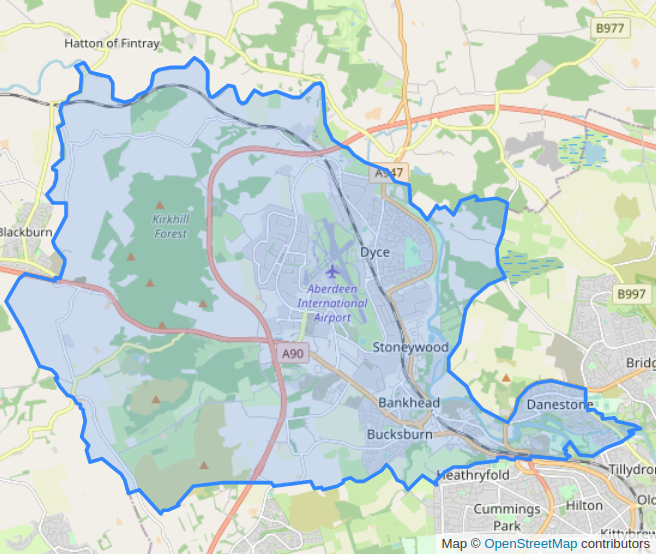 B977
Hatton of Fintray
A947
Kirkhill
Forest
Blackburn
Dyce
Aberdeen
International
Airport
B997
A90
Stoneywood
Bridg
Bankhead
Danestone
Bucksburn
Heathryfold
Tillydron
Cummings
Park
Hilton
Old
Kittybrew
Map © OpenStreetMap contributors